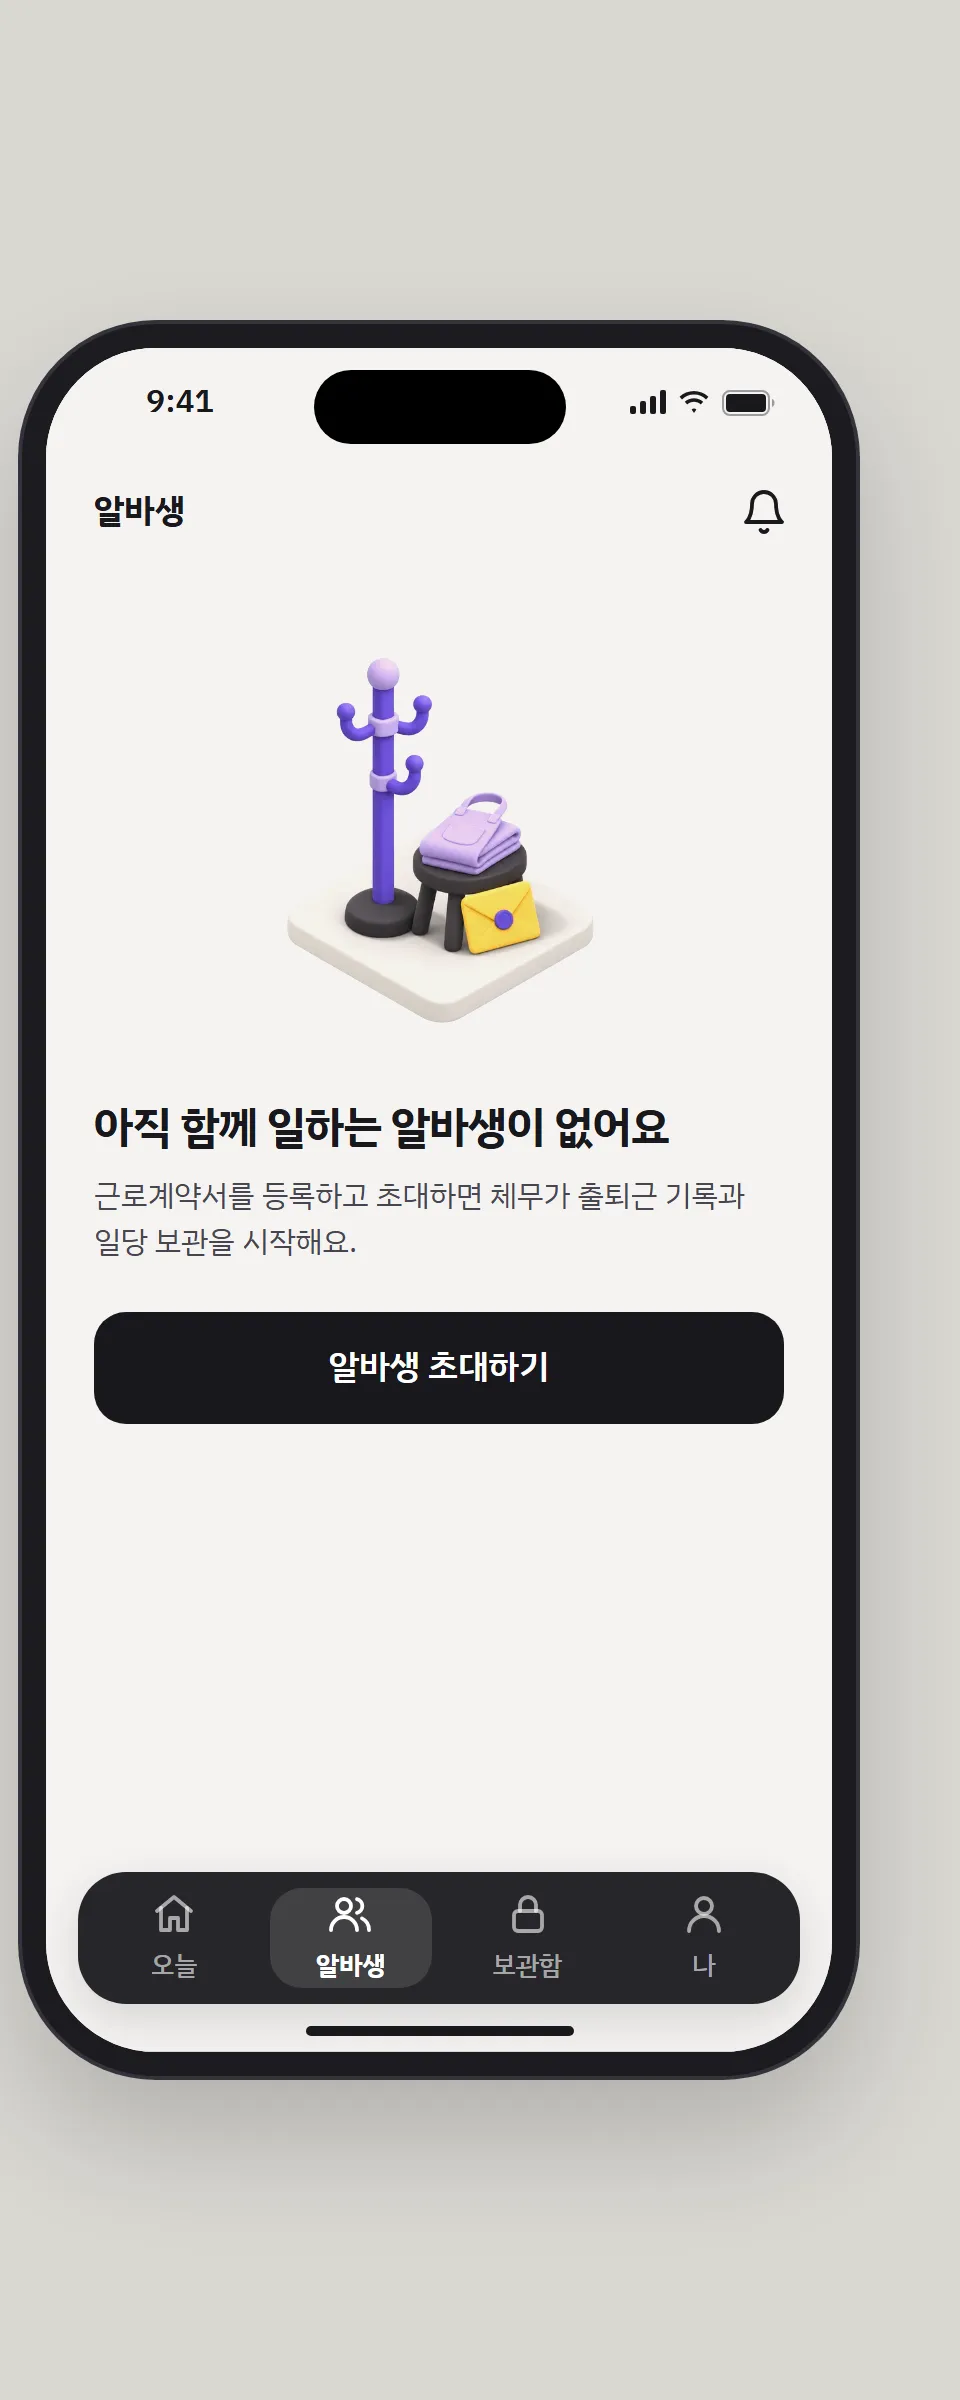 9:41
알바생
아직 함께 일하는 알바생이 없어요
근로계약서를 등록하고 초대하면 체무가 출퇴근 기록과
일당 보관을 시작해요.
알바생 초대하기
오늘
알바생
보관함
나